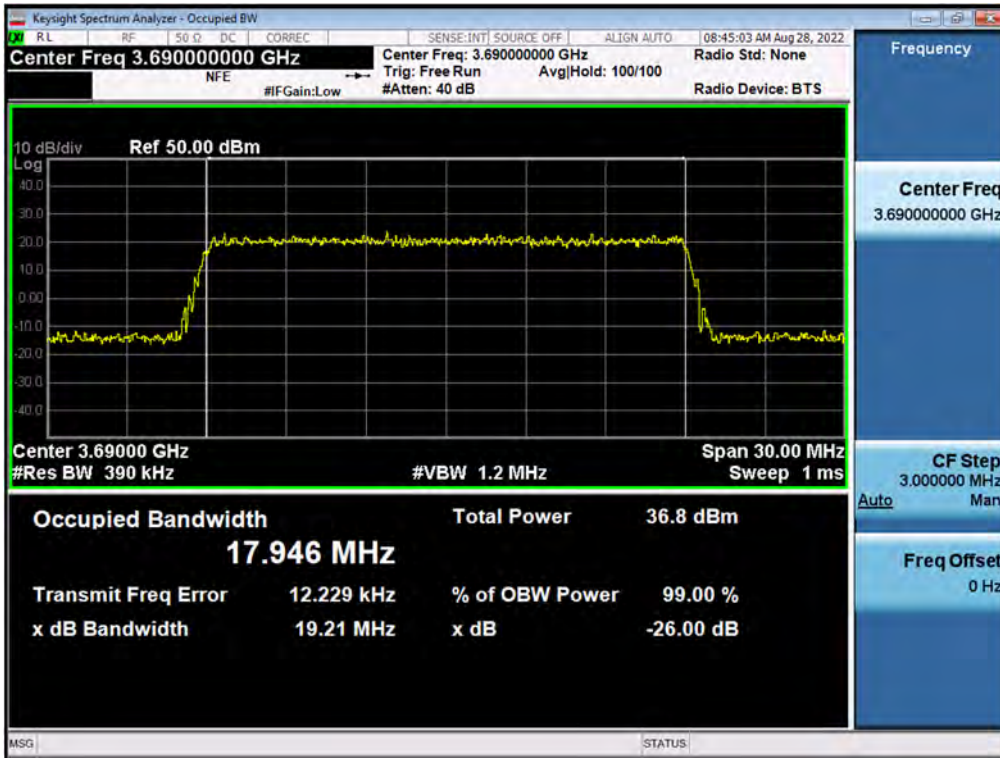 Keysight Spectrum Analyzer - Occupied BW
LXI RL RF 50 Ω DC CORREC SENSE:INT SOURCE OFF ALIGN AUTO 08:45:03 AM Aug 28, 2022
Center Freq 3.690000000 GHz Center Freq: 3.690000000 GHz Radio Std: None
NFE Trig: Free Run Avg|Hold: 100/100
#IFGain:Low #Atten: 40 dB Radio Device: BTS
10 dB/div Ref 50.00 dBm
Log
40.0
30.0
20.0
10.0
0.00
-10.0
-20.0
-30.0
-40.0
Center 3.69000 GHz Span 30.00 MHz
#Res BW 390 kHz #VBW 1.2 MHz Sweep 1 ms
Occupied Bandwidth Total Power 36.8 dBm
17.946 MHz
Transmit Freq Error 12.229 kHz % of OBW Power 99.00 %
x dB Bandwidth 19.21 MHz x dB -26.00 dB
Frequency
Center Freq
3.690000000 GHz
CF Step
3.000000 MHz
Auto Man
Freq Offset
0 Hz
MSG STATUS